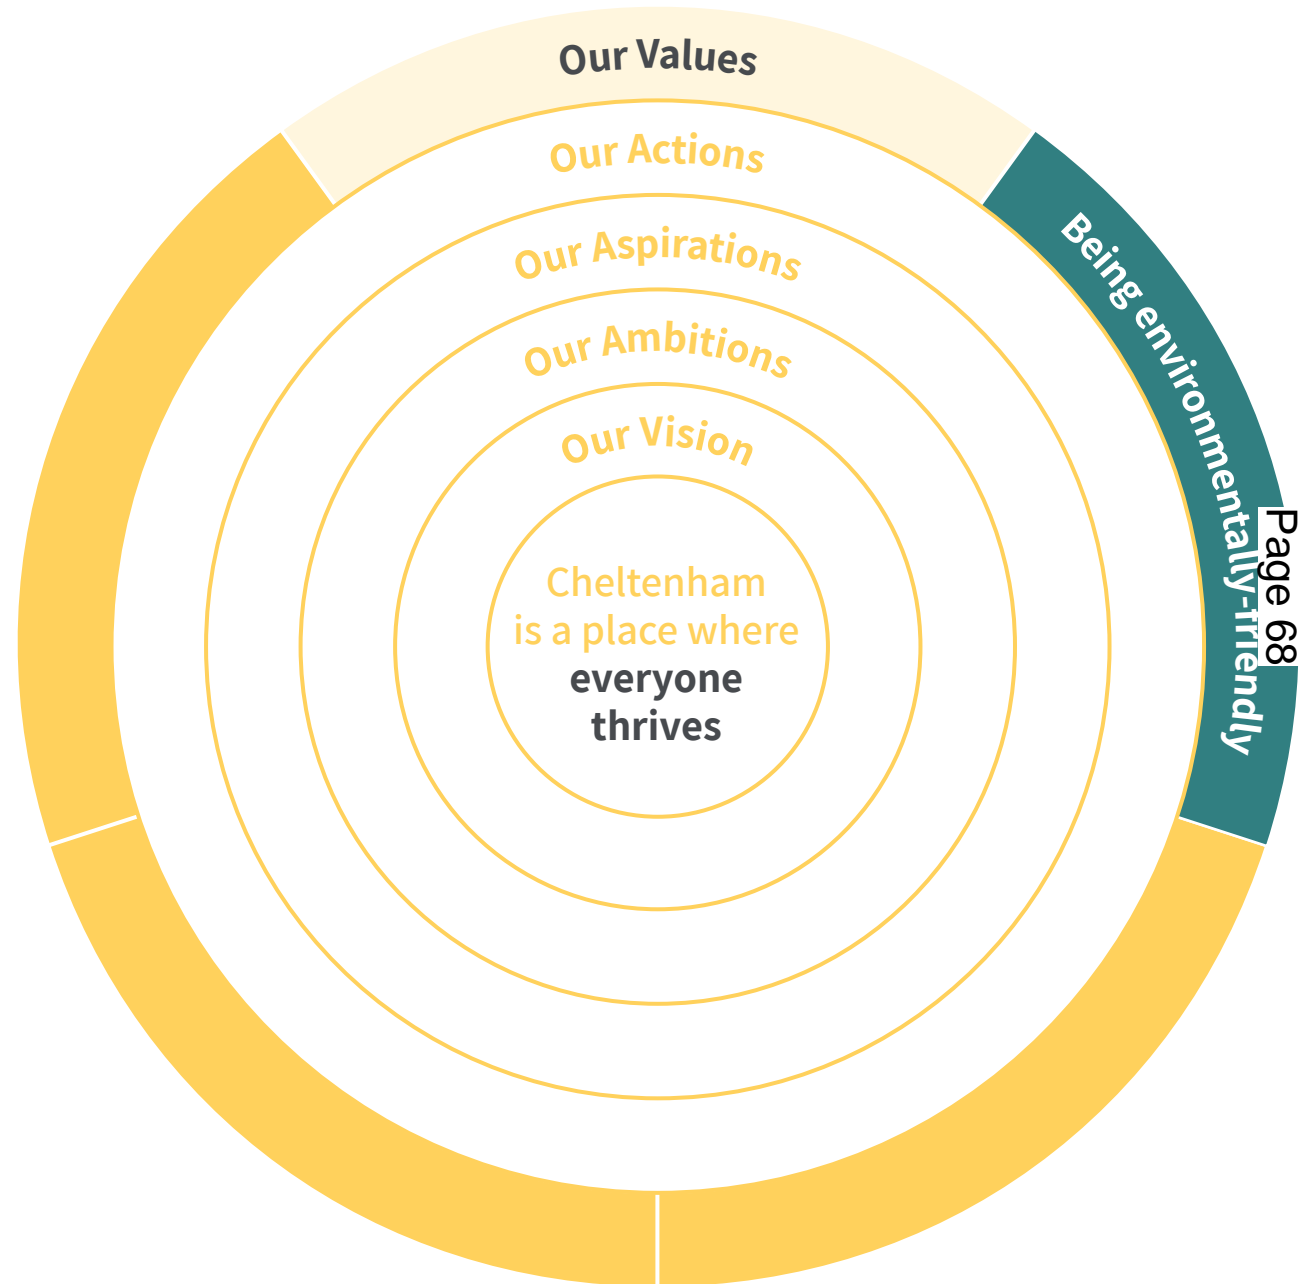 Our Values
Our Actions
Our Aspirations
Our Ambitions
Our Vision
Cheltenham
is a place where
everyone
thrives
Being environmentally-friendly
Page 68